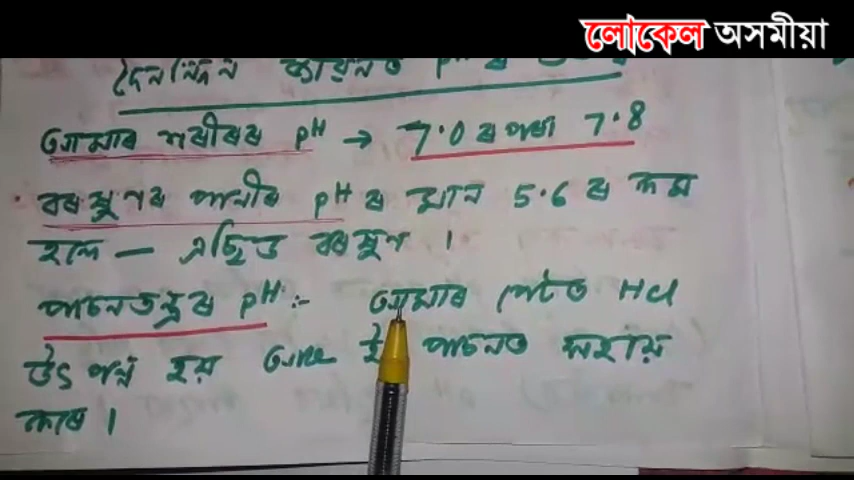 লোকেল অসমীয়া
দৈনন্দিন জীৱনত pH ৰ
আমাৰ শৰীৰৰ pH → 7.0 ৰ পৰা 7.8
বৰষুণৰ পানীৰ pH ৰ মান 5.6 ৰ কম
হলে — এছিড বৰষুণ ।
পাচনতন্ত্ৰৰ pH :- আমাৰ পেটত HCl
উৎপন্ন হয় আৰু ই পাচনত সহায়
কৰে ।